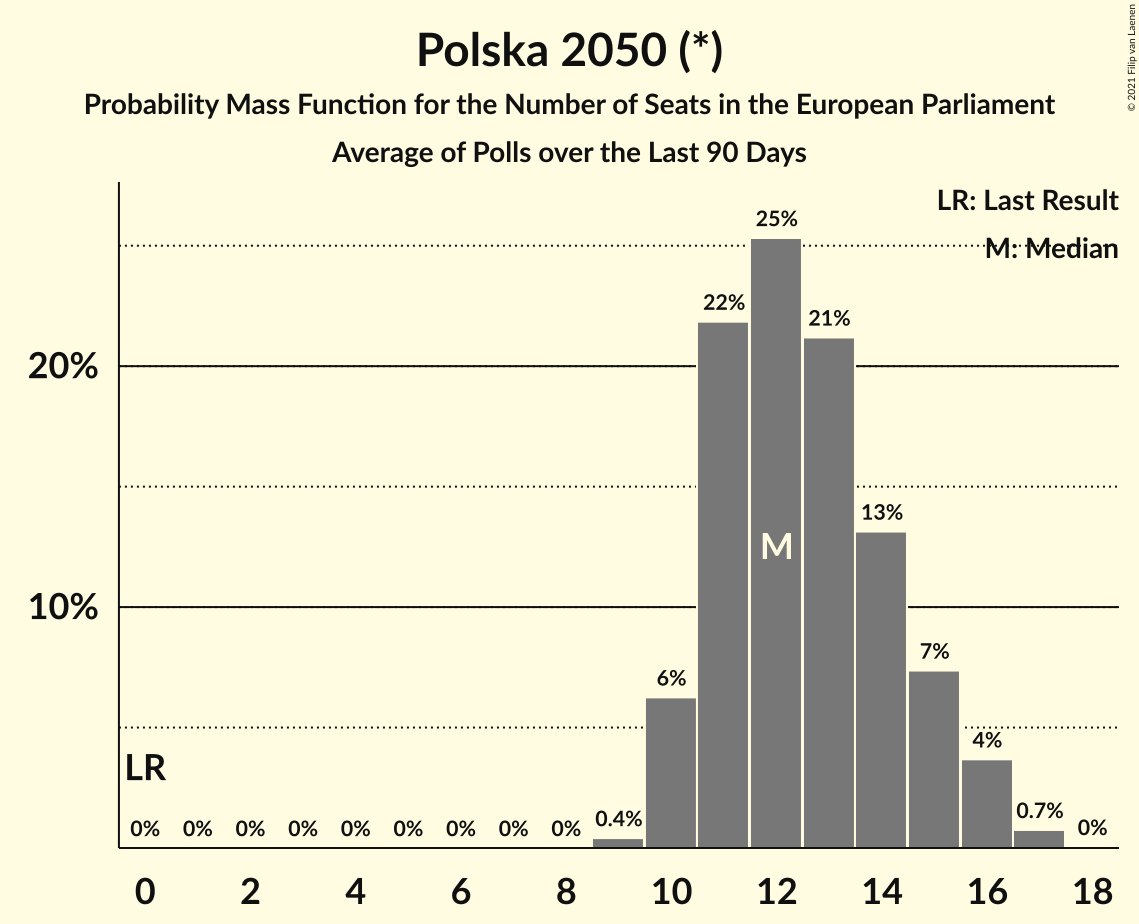 Polska 2050 (*)
Probability Mass Function for the Number of Seats in the European Parliament
Average of Polls over the Last 90 Days
© 2021 Filip van Laenen
LR: Last Result
M: Median
25%
22%
21%
20%
13%
M
10%
7%
6%
4%
LR
0% 0% 0% 0% 0% 0% 0% 0% 0% 0.4% 0.7% 0%
0 2 4 6 8 10 12 14 16 18